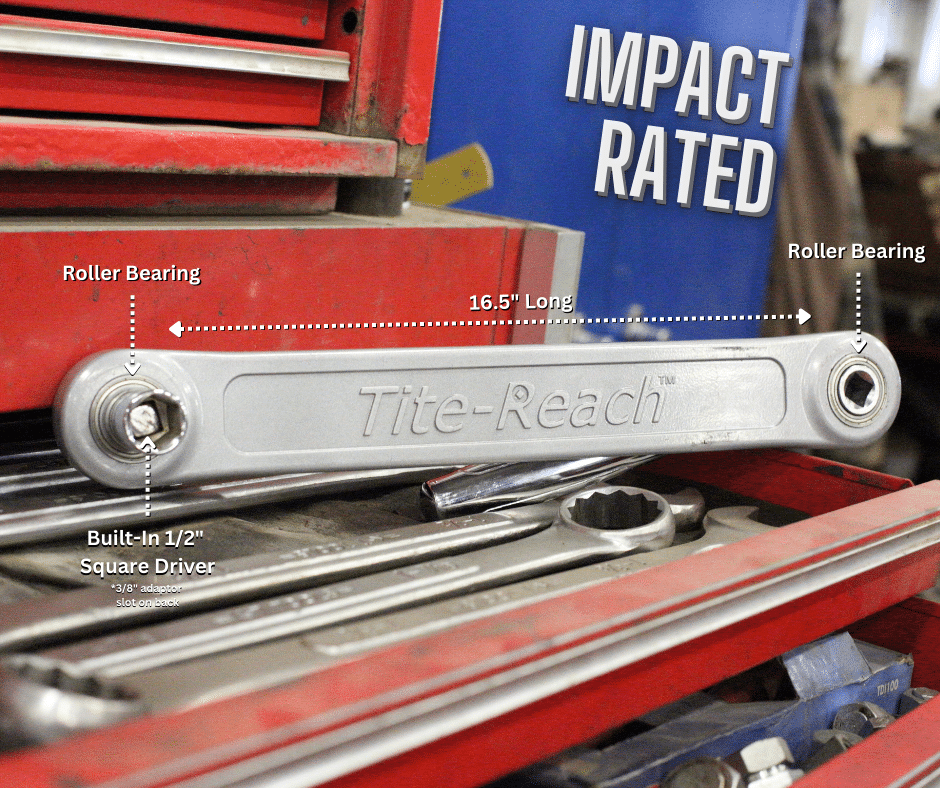 IMPACT
RATED
Roller Bearing
Roller Bearing
16.5" Long
Tite-Reach™
Built-In 1/2"
Square Driver
*3/8" adaptor
slot on back
TD1100